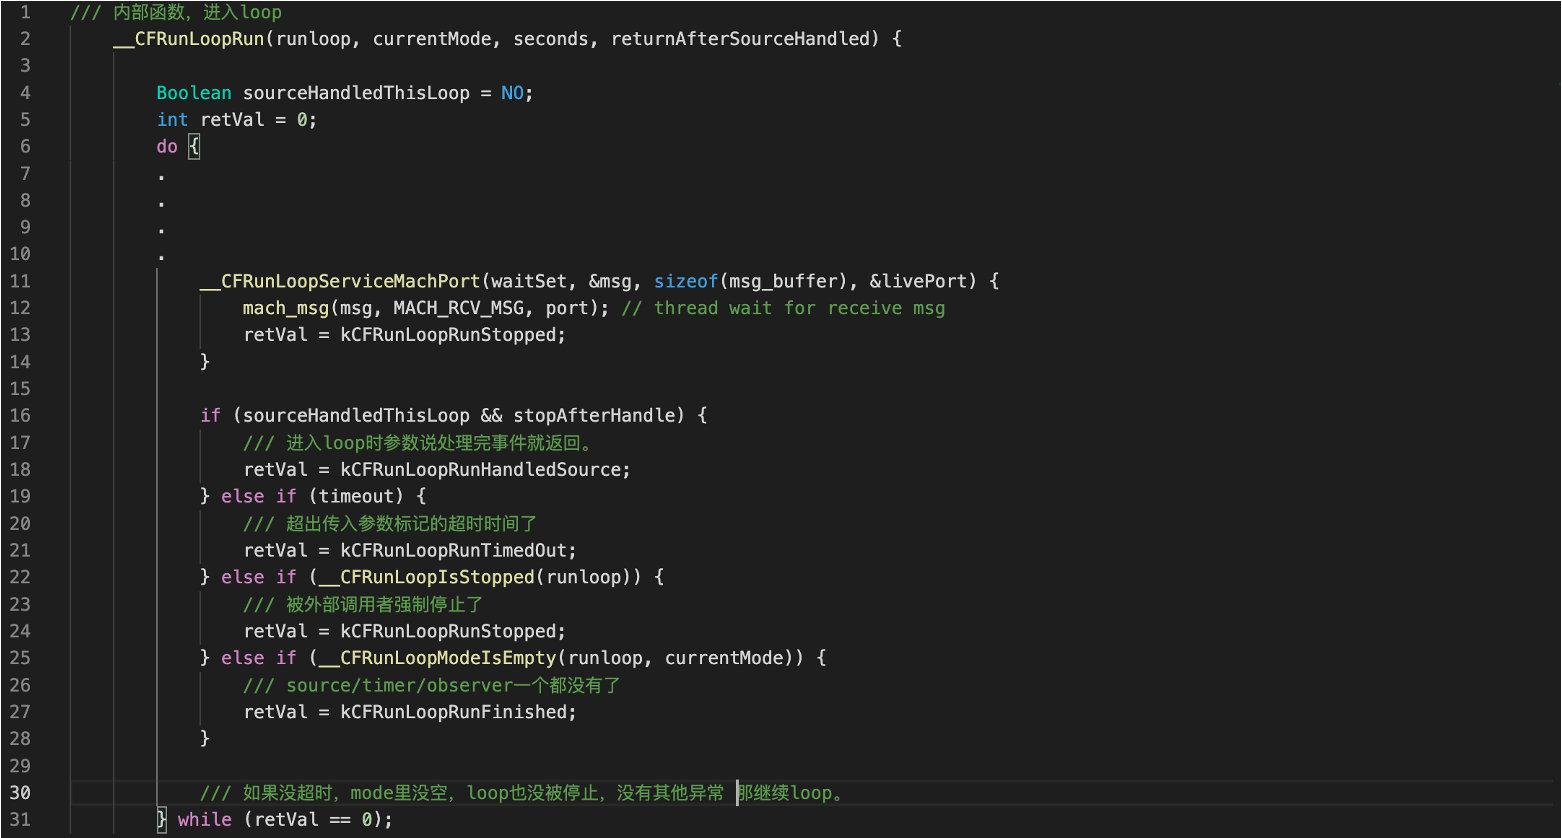 1 /// 内部函数，进入loop
2 __CFRunLoopRun(runloop, currentMode, seconds, returnAfterSourceHandled) {
3
4 Boolean sourceHandledThisLoop = NO;
5 int retVal = 0;
6 do {
7 .
8 .
9 .
10 .
11 __CFRunLoopServiceMachPort(waitSet, &msg, sizeof(msg_buffer), &livePort) {
12 mach_msg(msg, MACH_RCV_MSG, port); // thread wait for receive msg
13 retVal = kCFRunLoopRunStopped;
14 }
15
16 if (sourceHandledThisLoop && stopAfterHandle) {
17 /// 进入loop时参数说处理完事件就返回。
18 retVal = kCFRunLoopRunHandledSource;
19 } else if (timeout) {
20 /// 超出传入参数标记的超时时间了
21 retVal = kCFRunLoopRunTimedOut;
22 } else if (__CFRunLoopIsStopped(runloop)) {
23 /// 被外部调用者强制停止了
24 retVal = kCFRunLoopRunStopped;
25 } else if (__CFRunLoopModeIsEmpty(runloop, currentMode)) {
26 /// source/timer/observer一个都没有了
27 retVal = kCFRunLoopRunFinished;
28 }
29
30 /// 如果没超时，mode里没空，loop也没被停止，没有其他异常 那继续loop。
31 } while (retVal == 0);